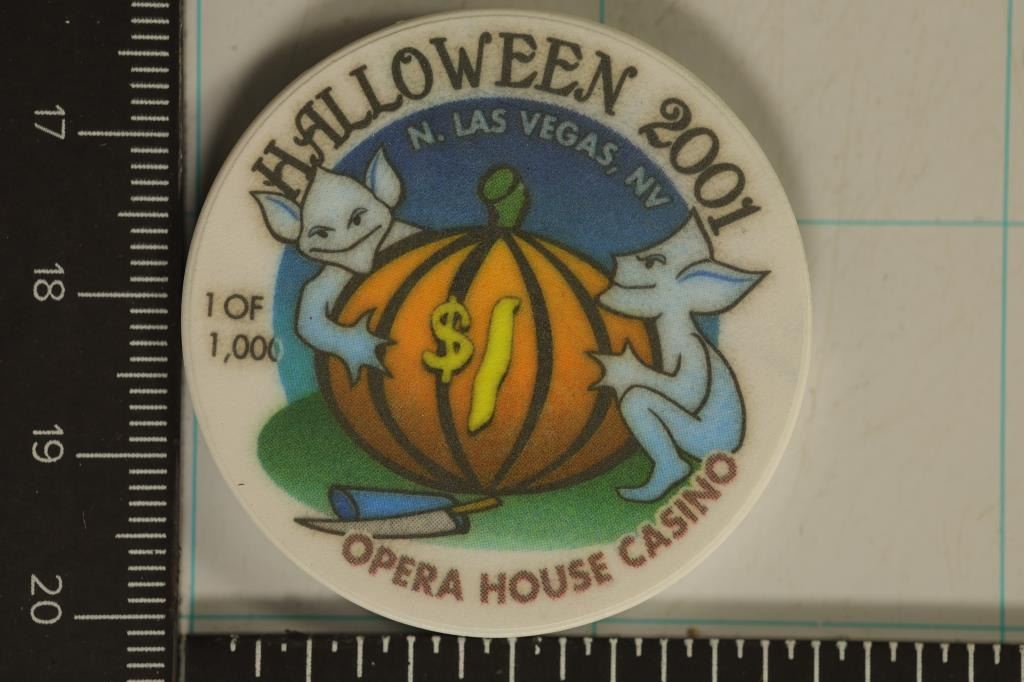 HALLOWEEN 2001
N. LAS VEGAS, NV
1 OF
1,000
$1
OPERA HOUSE CASINO
17
18
19
20